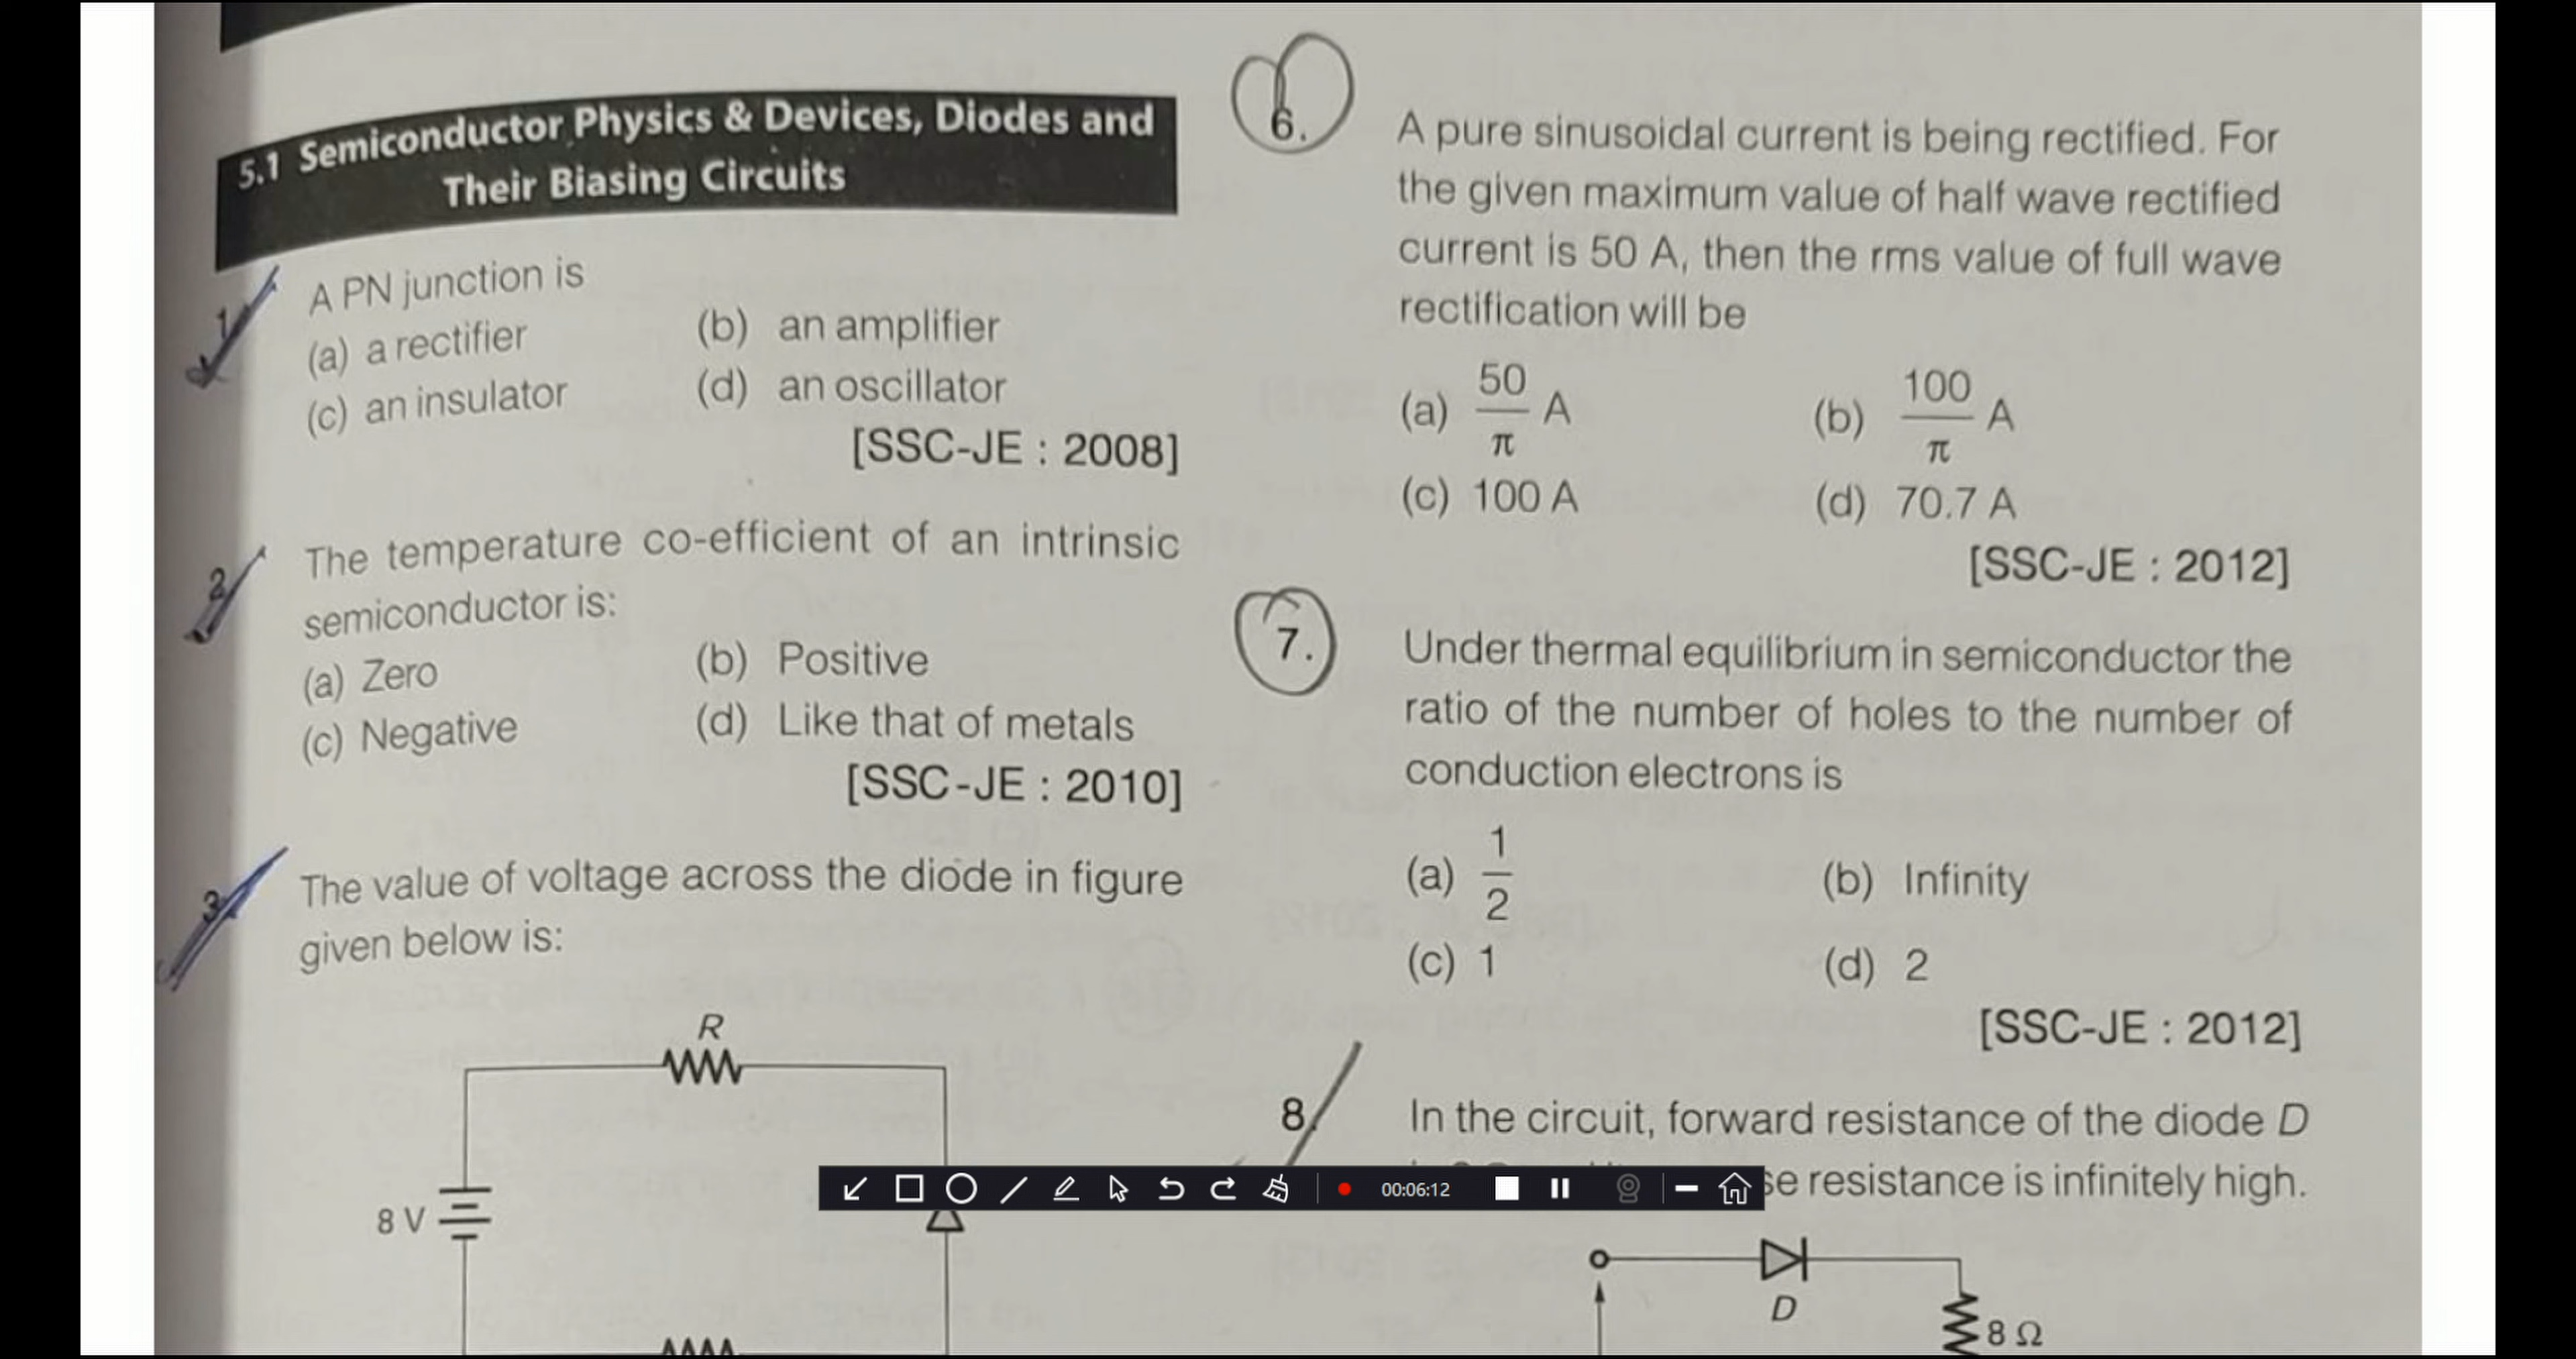 5.1 Semiconductor Physics & Devices, Diodes and
Their Biasing Circuits
1. A PN junction is
(a) a rectifier (b) an amplifier
(c) an insulator (d) an oscillator
[SSC-JE : 2008]
2. The temperature co-efficient of an intrinsic
semiconductor is:
(a) Zero (b) Positive
(c) Negative (d) Like that of metals
[SSC-JE : 2010]
3. The value of voltage across the diode in figure
given below is:
R
8 V
6. A pure sinusoidal current is being rectified. For
the given maximum value of half wave rectified
current is 50 A, then the rms value of full wave
rectification will be
(a) 50/π A (b) 100/π A
(c) 100 A (d) 70.7 A
[SSC-JE : 2012]
7. Under thermal equilibrium in semiconductor the
ratio of the number of holes to the number of
conduction electrons is
(a) 1/2 (b) Infinity
(c) 1 (d) 2
[SSC-JE : 2012]
8. In the circuit, forward resistance of the diode D
se resistance is infinitely high.
D
8 Ω
00:06:12